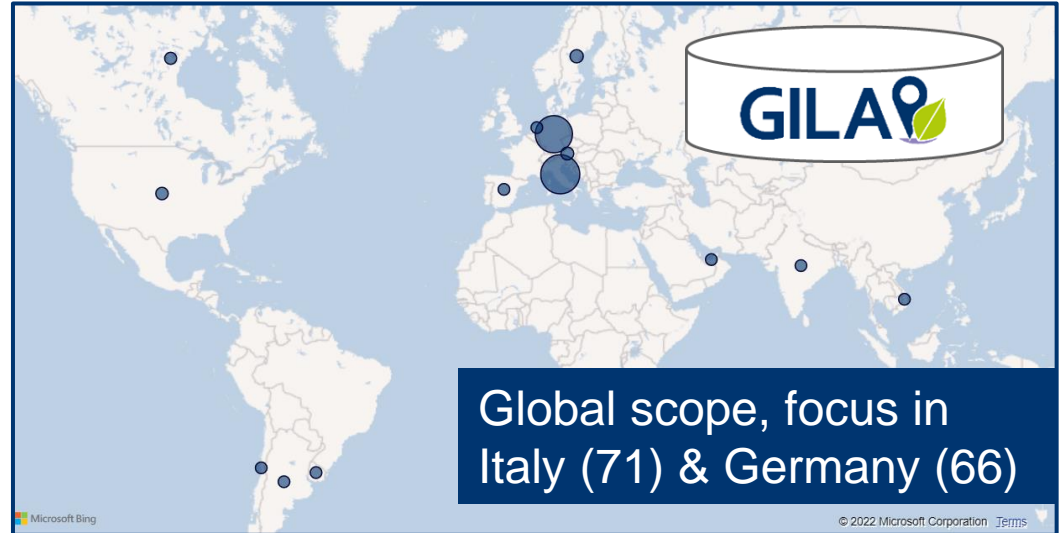 GILA
Global scope, focus in
Italy (71) & Germany (66)
Microsoft Bing
© 2022 Microsoft Corporation Terms